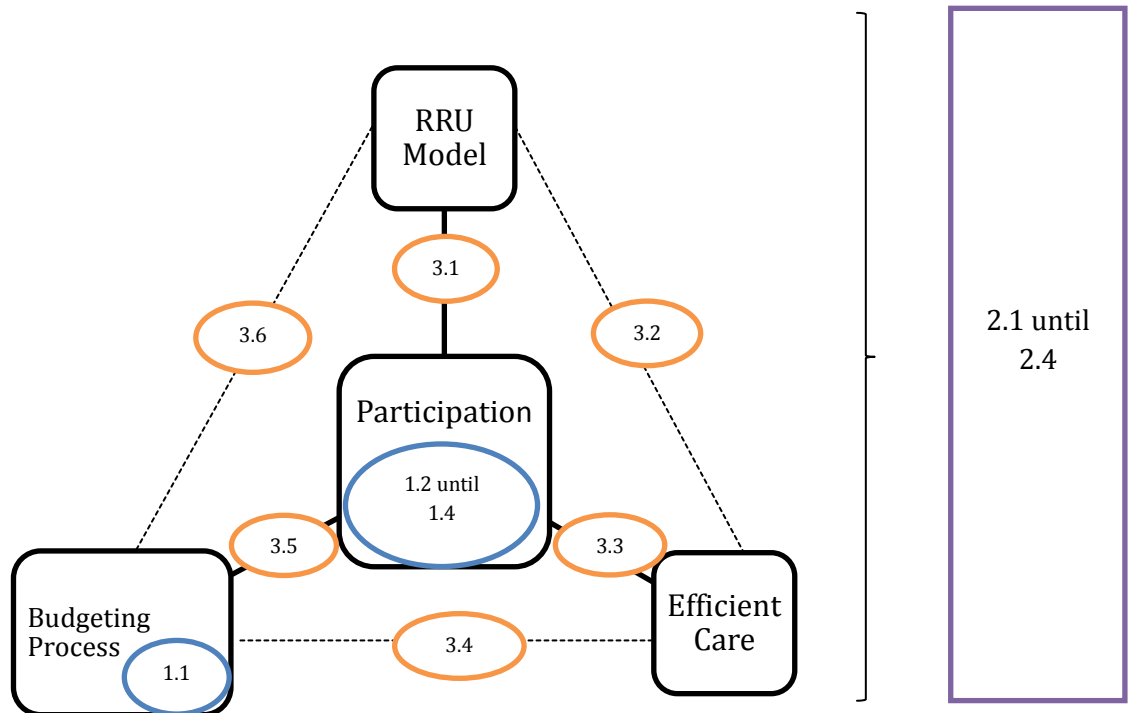 RRU
Model
3.1
3.6
3.2
2.1 until
2.4
Participation
1.2 until
1.4
3.5
3.3
Budgeting
Process
1.1
3.4
Efficient
Care